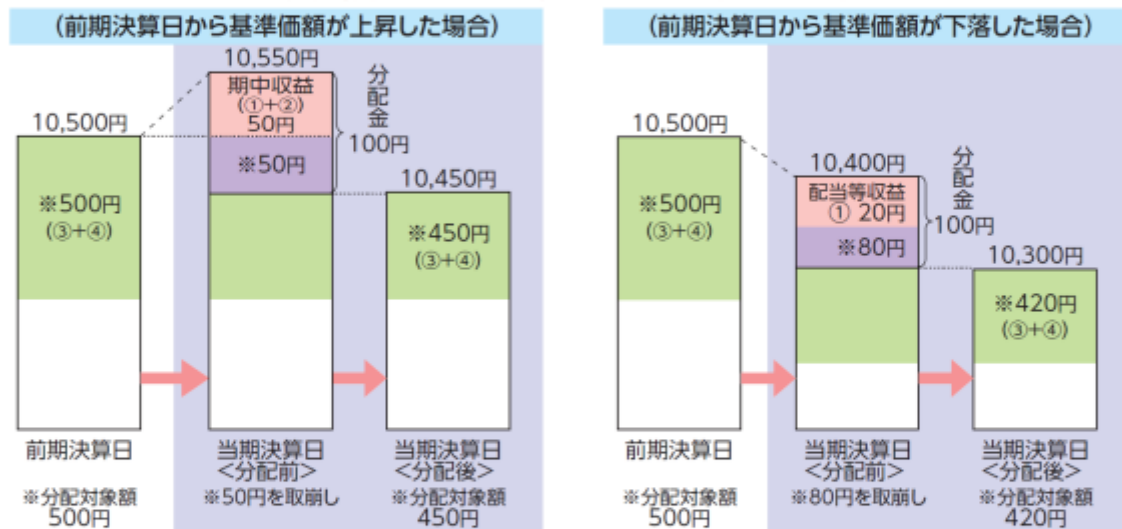 (前期決算日から基準価額が上昇した場合)
10,550円
期中収益
(①+②)
50円
分配金
100円
10,500円
※50円
10,450円
※500円
(③+④)
※450円
(③+④)
前期決算日
当期決算日
<分配前>
当期決算日
<分配後>
※分配対象額
500円
※50円を取崩し
※分配対象額
450円
(前期決算日から基準価額が下落した場合)
10,500円
10,400円
配当等収益
① 20円
分配金
100円
※80円
10,300円
※500円
(③+④)
※420円
(③+④)
前期決算日
当期決算日
<分配前>
当期決算日
<分配後>
※分配対象額
500円
※80円を取崩し
※分配対象額
420円